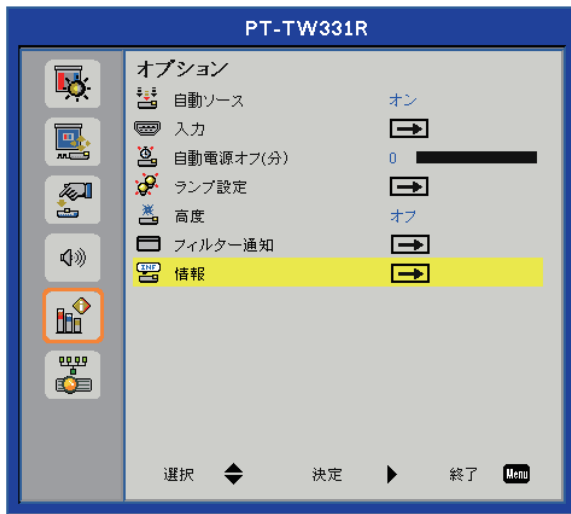 PT-TW331R
オプション
自動ソース オン
入力
自動電源オフ(分) 0
ランプ設定
高度 オフ
フィルター通知
INF 情報
選択 決定 終了 Menu